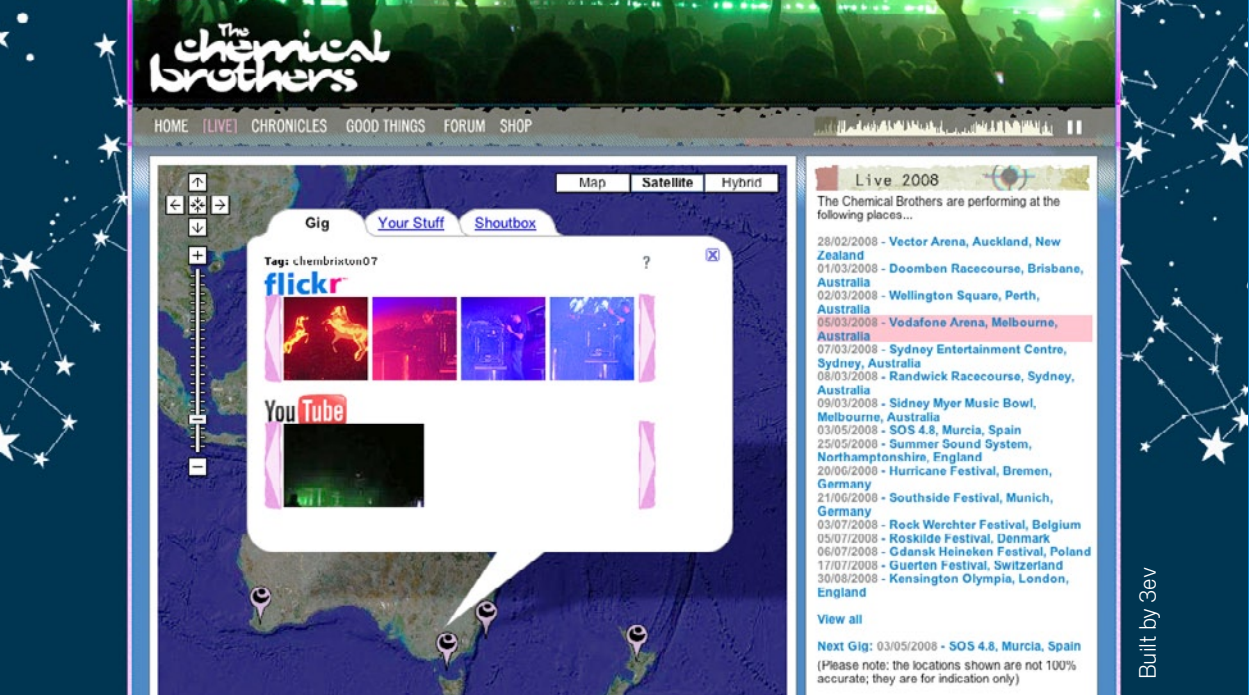 The
chemical
brothers
HOME [LIVE] CHRONICLES GOOD THINGS FORUM SHOP
Map Satellite Hybrid
Gig Your Stuff Shoutbox
Tag: chembrixton07 ?
flickr
YouTube
Live 2008
The Chemical Brothers are performing at the
following places...
28/02/2008 - Vector Arena, Auckland, New
Zealand
01/03/2008 - Doomben Racecourse, Brisbane,
Australia
02/03/2008 - Wellington Square, Perth,
Australia
05/03/2008 - Vodafone Arena, Melbourne,
Australia
07/03/2008 - Sydney Entertainment Centre,
Sydney, Australia
08/03/2008 - Randwick Racecourse, Sydney,
Australia
09/03/2008 - Sidney Myer Music Bowl,
Melbourne, Australia
03/05/2008 - SOS 4.8, Murcia, Spain
25/05/2008 - Summer Sound System,
Northamptonshire, England
20/06/2008 - Hurricane Festival, Bremen,
Germany
21/06/2008 - Southside Festival, Munich,
Germany
03/07/2008 - Rock Werchter Festival, Belgium
05/07/2008 - Roskilde Festival, Denmark
06/07/2008 - Gdansk Heineken Festival, Poland
17/07/2008 - Guerten Festival, Switzerland
30/08/2008 - Kensington Olympia, London,
England
View all
Next Gig: 03/05/2008 - SOS 4.8, Murcia, Spain
(Please note: the locations shown are not 100%
accurate; they are for indication only)
Built by 3ev